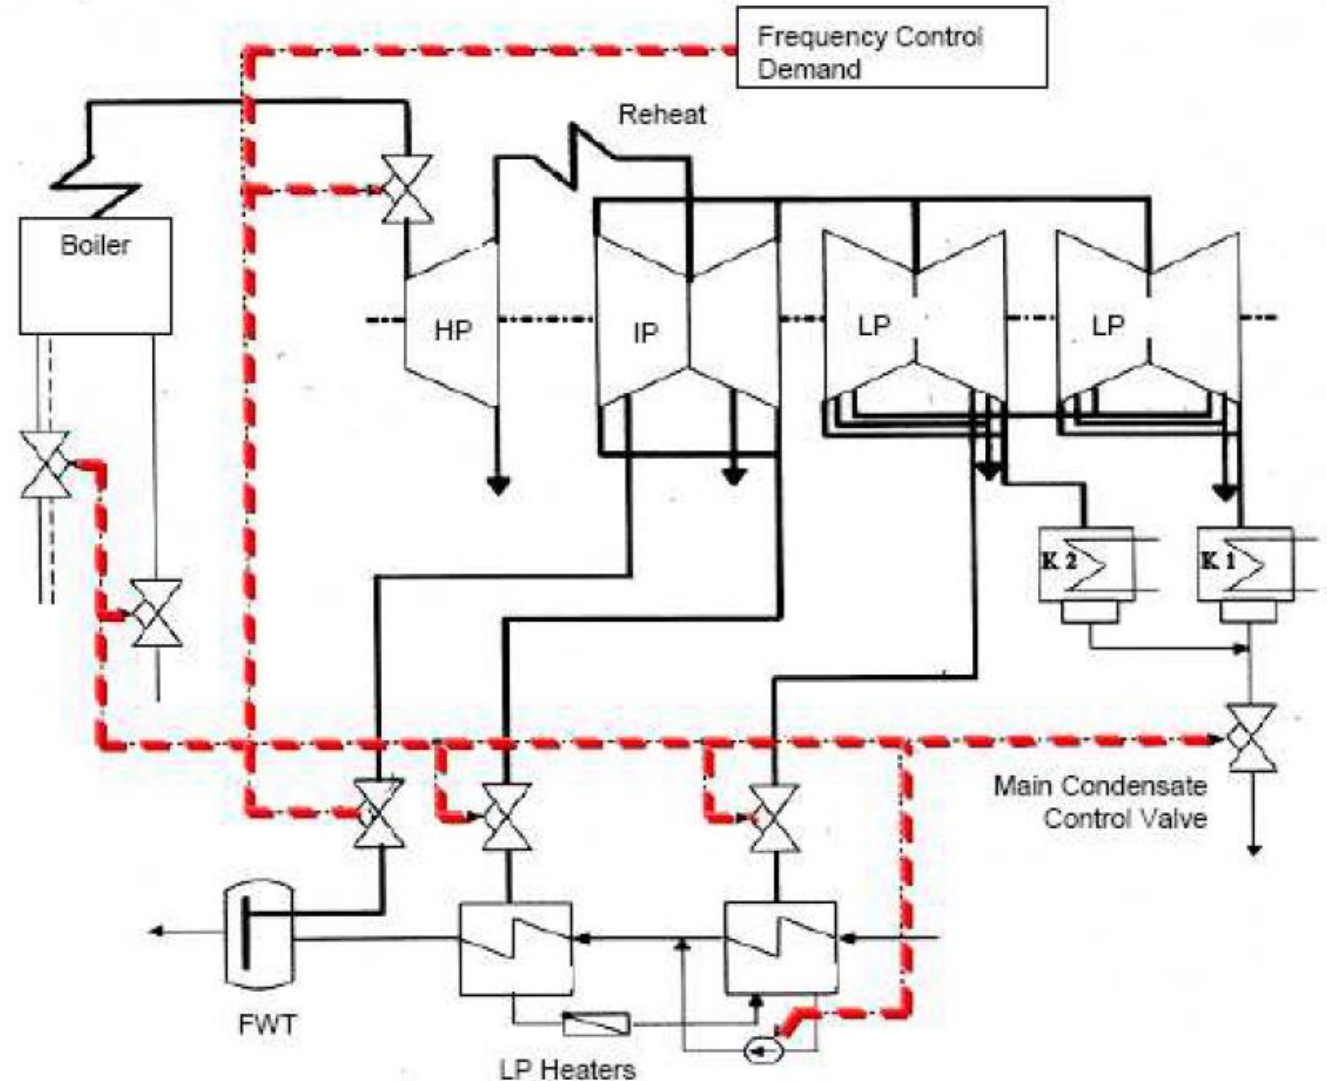 Frequency Control
Demand
Reheat
Boiler
HP
IP
LP
LP
K 2
K 1
Main Condensate
Control Valve
FWT
LP Heaters